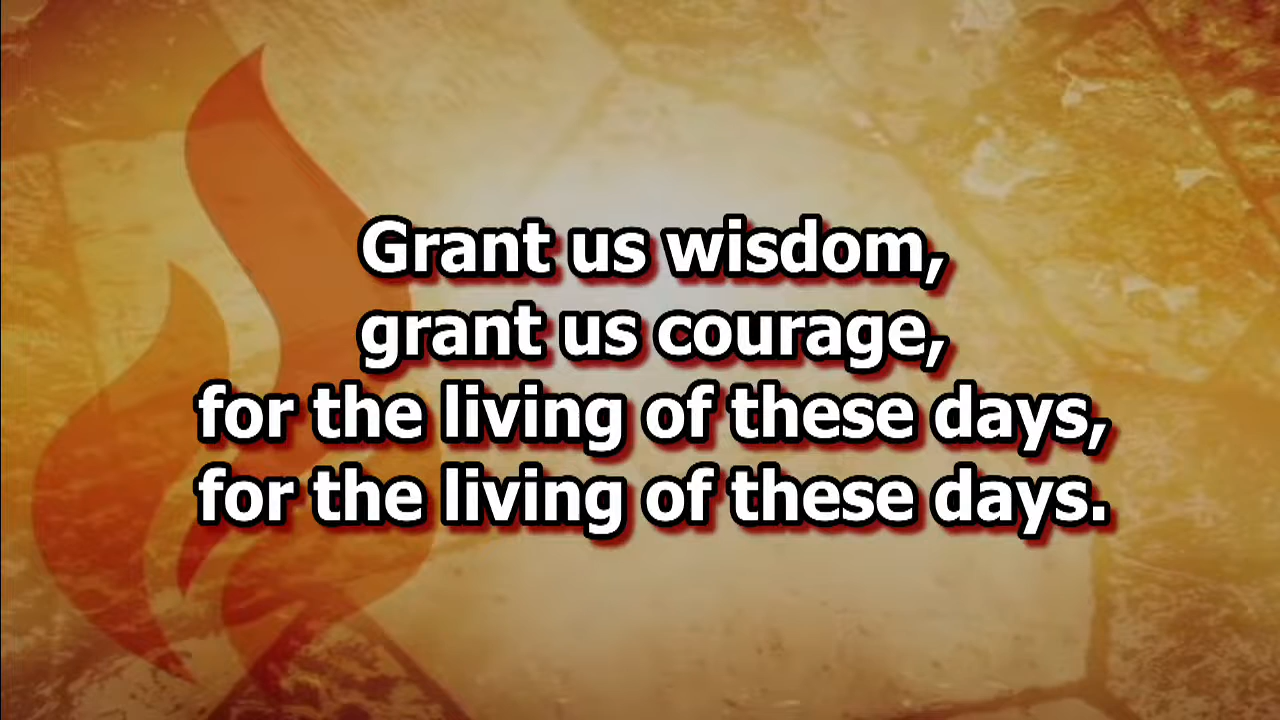 Grant us wisdom,
grant us courage,
for the living of these days,
for the living of these days.